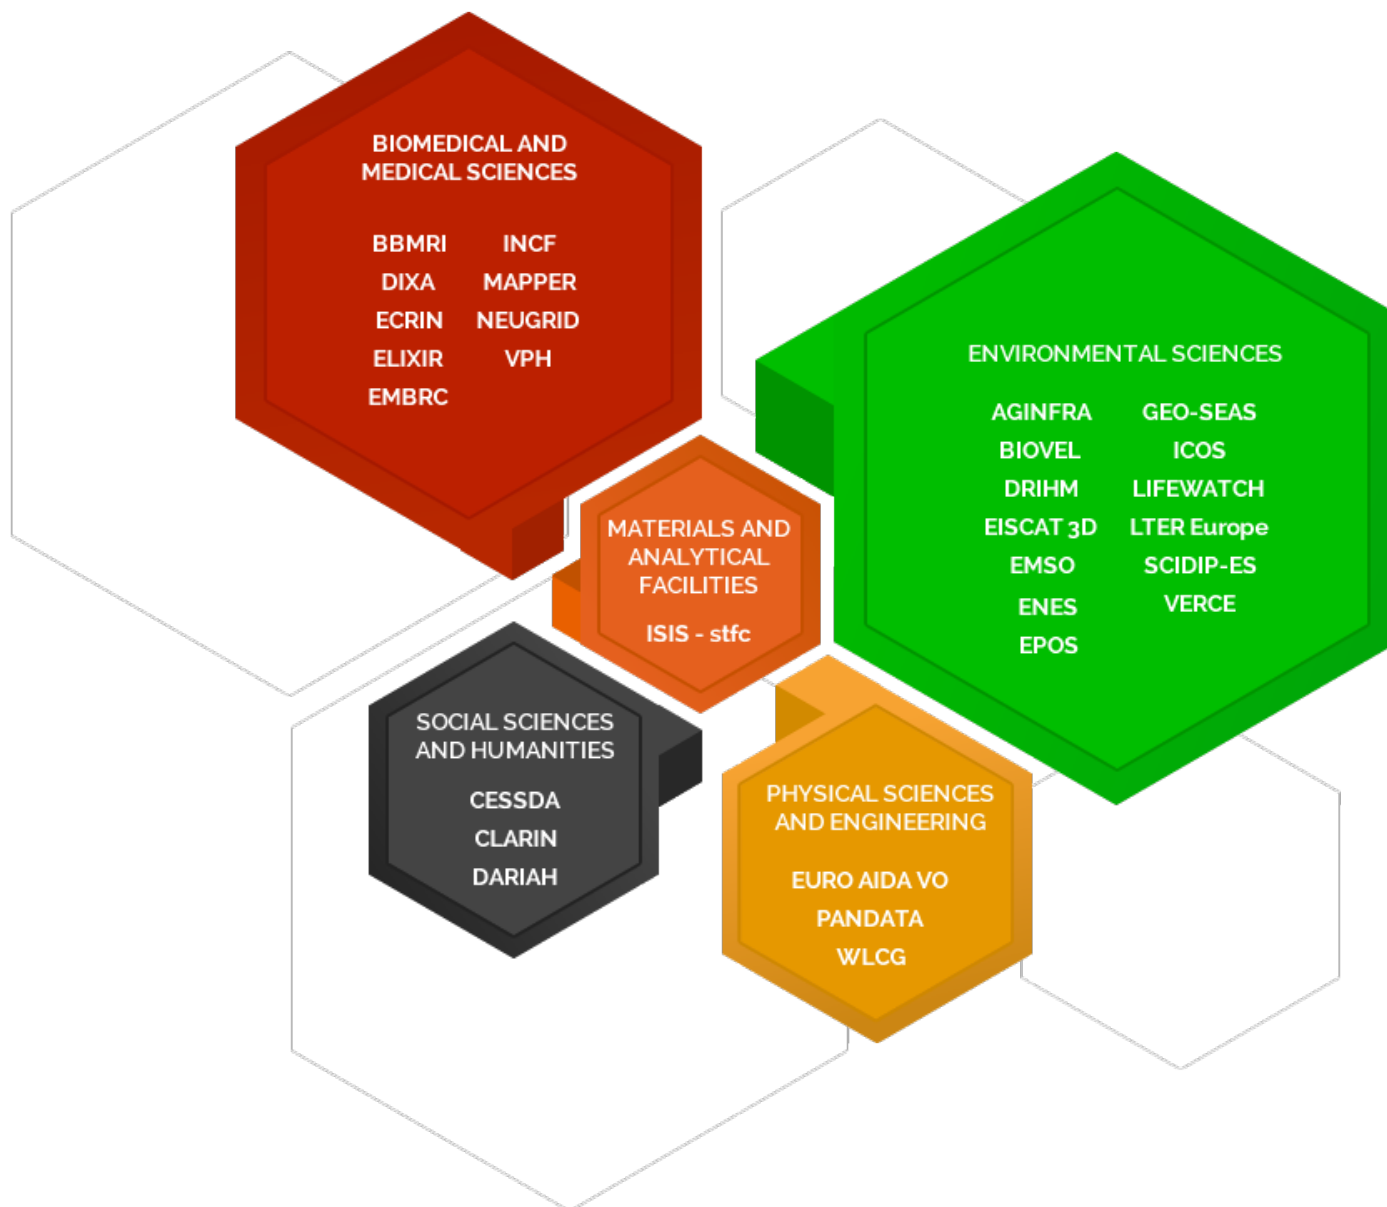 BIOMEDICAL AND
MEDICAL SCIENCES
BBMRI INCF
DIXA MAPPER
ECRIN NEUGRID
ELIXIR VPH
EMBRC
ENVIRONMENTAL SCIENCES
AGINFRA GEO-SEAS
BIOVEL ICOS
DRIHM LIFEWATCH
EISCAT 3D LTER Europe
EMSO SCIDIP-ES
ENES VERCE
EPOS
MATERIALS AND
ANALYTICAL
FACILITIES
ISIS - stfc
SOCIAL SCIENCES
AND HUMANITIES
CESSDA
CLARIN
DARIAH
PHYSICAL SCIENCES
AND ENGINEERING
EURO AIDA VO
PANDATA
WLCG